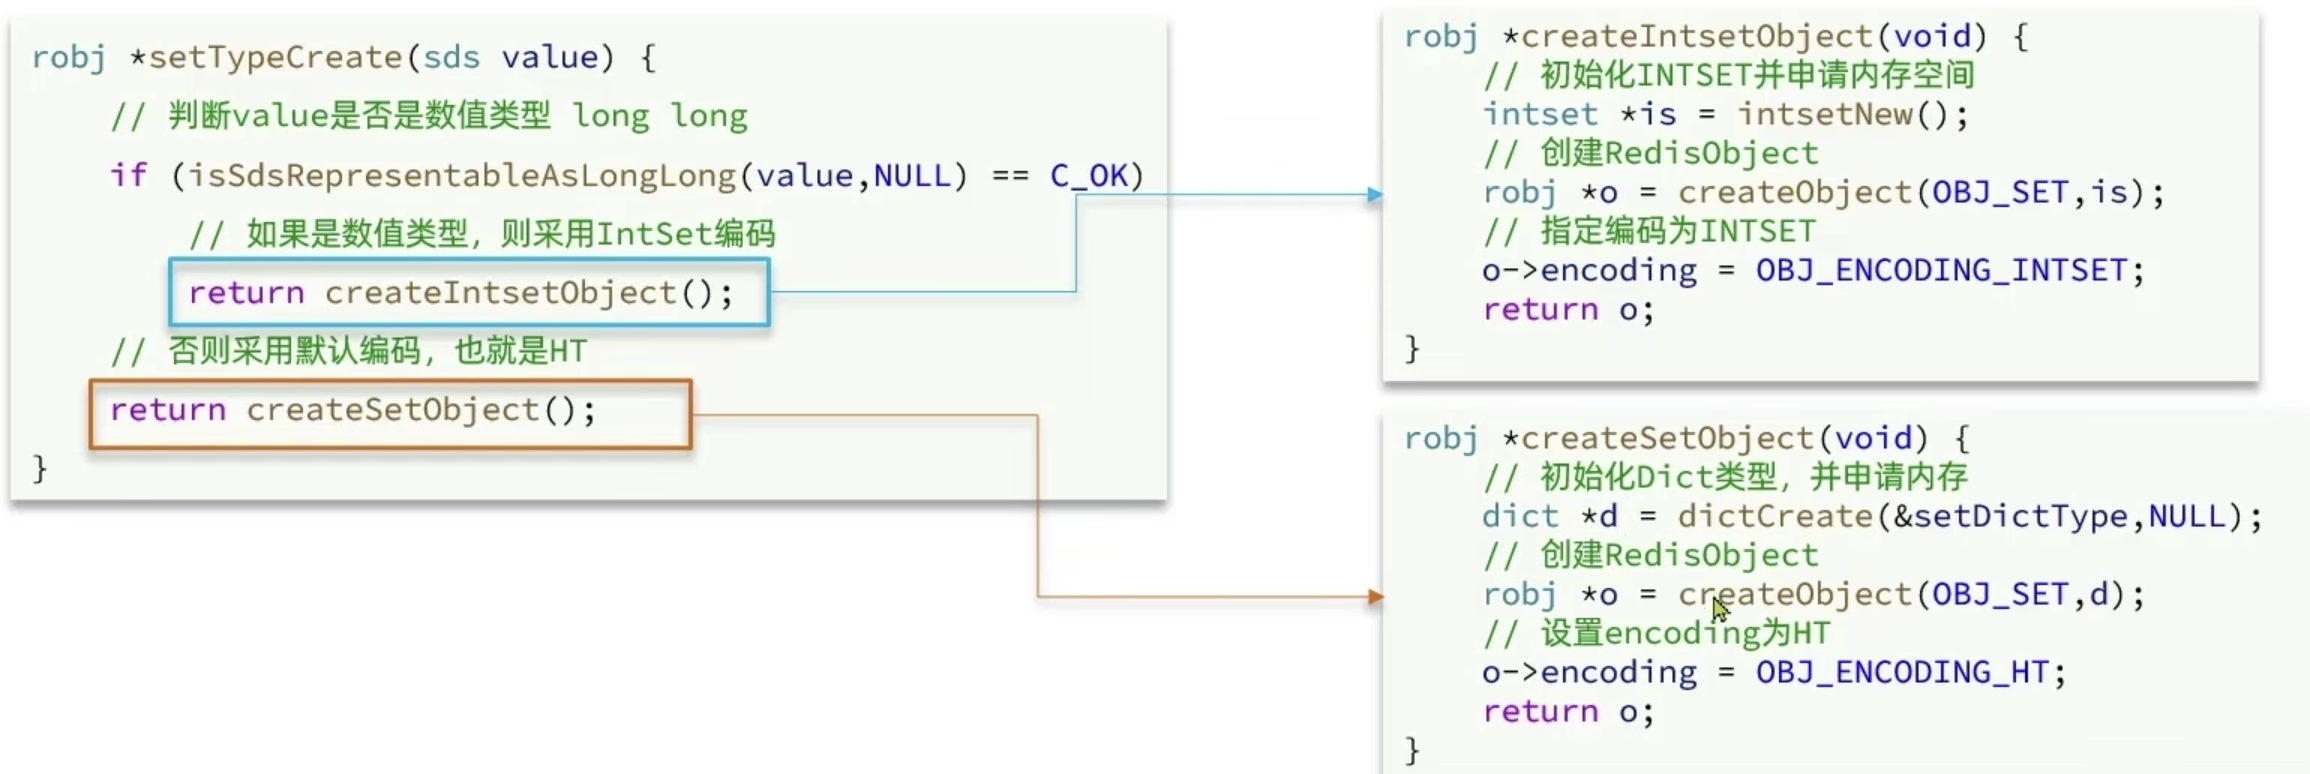 robj *setTypeCreate(sds value) {
// 判断value是否是数值类型 long long
if (isSdsRepresentableAsLongLong(value,NULL) == C_OK)
// 如果是数值类型，则采用IntSet编码
return createIntsetObject();
// 否则采用默认编码，也就是HT
return createSetObject();
}
robj *createIntsetObject(void) {
// 初始化INTSET并申请内存空间
intset *is = intsetNew();
// 创建RedisObject
robj *o = createObject(OBJ_SET,is);
// 指定编码为INTSET
o->encoding = OBJ_ENCODING_INTSET;
return o;
}
robj *createSetObject(void) {
// 初始化Dict类型，并申请内存
dict *d = dictCreate(&setDictType,NULL);
// 创建RedisObject
robj *o = createObject(OBJ_SET,d);
// 设置encoding为HT
o->encoding = OBJ_ENCODING_HT;
return o;
}